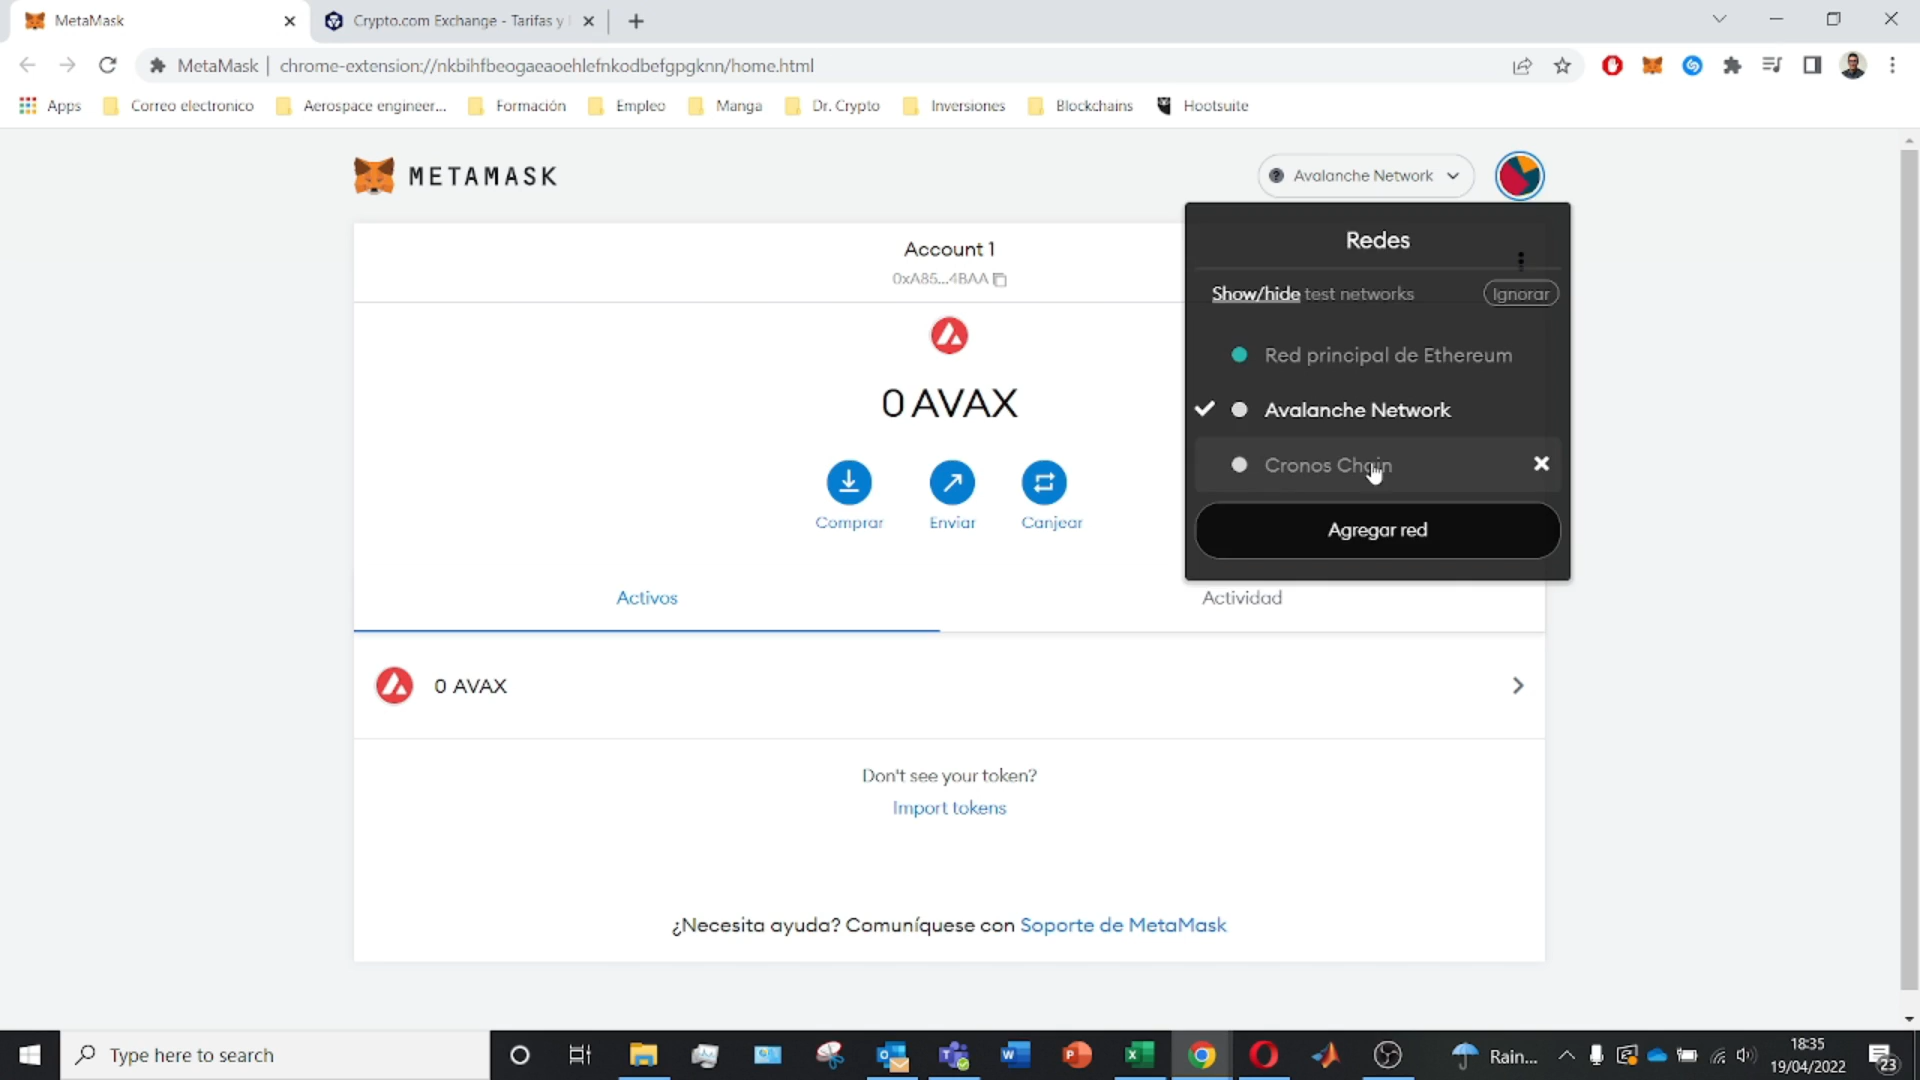 MetaMask
Crypto.com Exchange - Tarifas y
MetaMask | chrome-extension://nkbihfbeogaeaoehlefnkodbefgpgknn/home.html
Apps
Correo electronico
Aerospace engineer...
Formación
Empleo
Manga
Dr. Crypto
Inversiones
Blockchains
Hootsuite
METAMASK
Avalanche Network
Account 1
0xA85...4BAA
Redes
Show/hide test networks
Ignorar
Red principal de Ethereum
Avalanche Network
Cronos Chain
Agregar red
0 AVAX
Comprar
Enviar
Canjear
Activos
Actividad
0 AVAX
Don't see your token?
Import tokens
¿Necesita ayuda? Comuníquese con Soporte de MetaMask
Type here to search
Rain...
18:35
19/04/2022
23